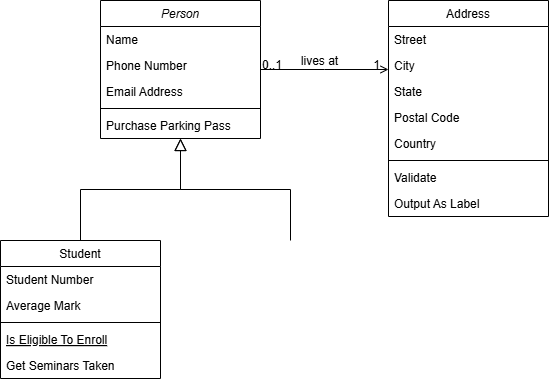 Person
Name
Phone Number
Email Address
Purchase Parking Pass
0..1
lives at
1
Address
Street
City
State
Postal Code
Country
Validate
Output As Label
Student
Student Number
Average Mark
Is Eligible To Enroll
Get Seminars Taken